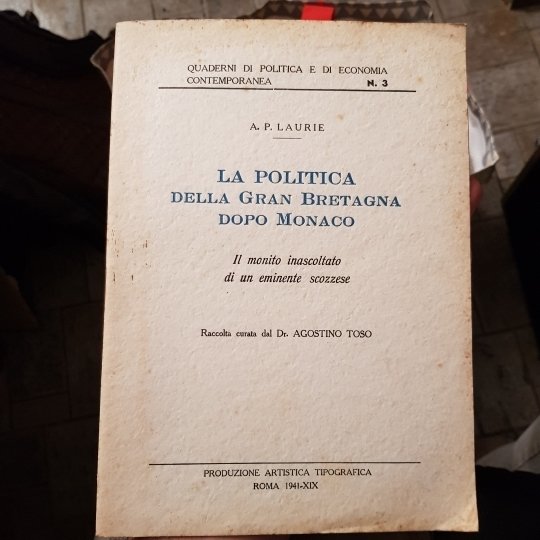 QUADERNI DI POLITICA E DI ECONOMIA
CONTEMPORANEA N. 3
A. P. LAURIE
LA POLITICA
DELLA GRAN BRETAGNA
DOPO MONACO
Il monito inascoltato
di un eminente scozzese
Raccolta curata dal Dr. AGOSTINO TOSO
PRODUZIONE ARTISTICA TIPOGRAFICA
ROMA 1941-XIX